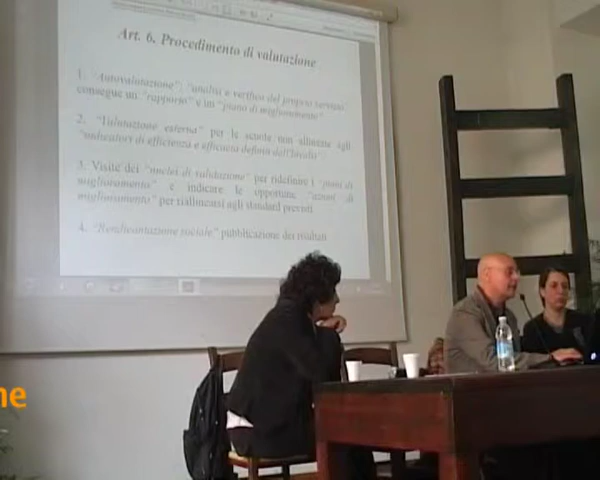 Art. 6. Procedimento di valutazione
1. "Autovalutazione": "analisi e verifica del proprio servizio"
consegue un "rapporto" e un "piano di miglioramento"
2. "Valutazione esterna" per le scuole non allineate agli
"indicatori di efficienza e efficacia definiti dall'Invalsi"
3. Visite dei "nuclei di valutazione" per ridefinire i "piani di
miglioramento" e indicare le opportune "azioni di
miglioramento" per riallinearsi agli standard previsti
4. "Rendicontazione sociale" pubblicazione dei risultati
ne